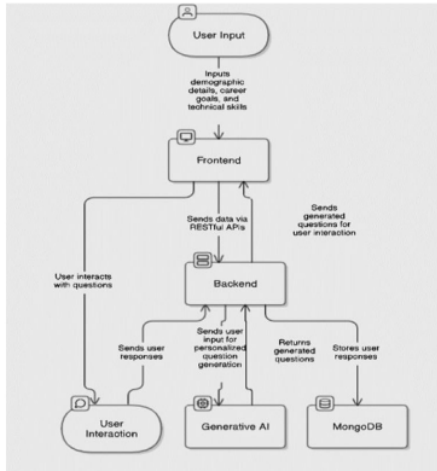 User Input
Inputs
demographic
details, career
goals, and
technical skills
Frontend
Sends data via
RESTful APIs
Sends
generated
questions for
user interaction
User interacts
with questions
Backend
Sends user
responses
Sends user
input for
personalized
question
generation
Returns
generated
questions
Stores user
responses
User
Interaction
Generative AI
MongoDB